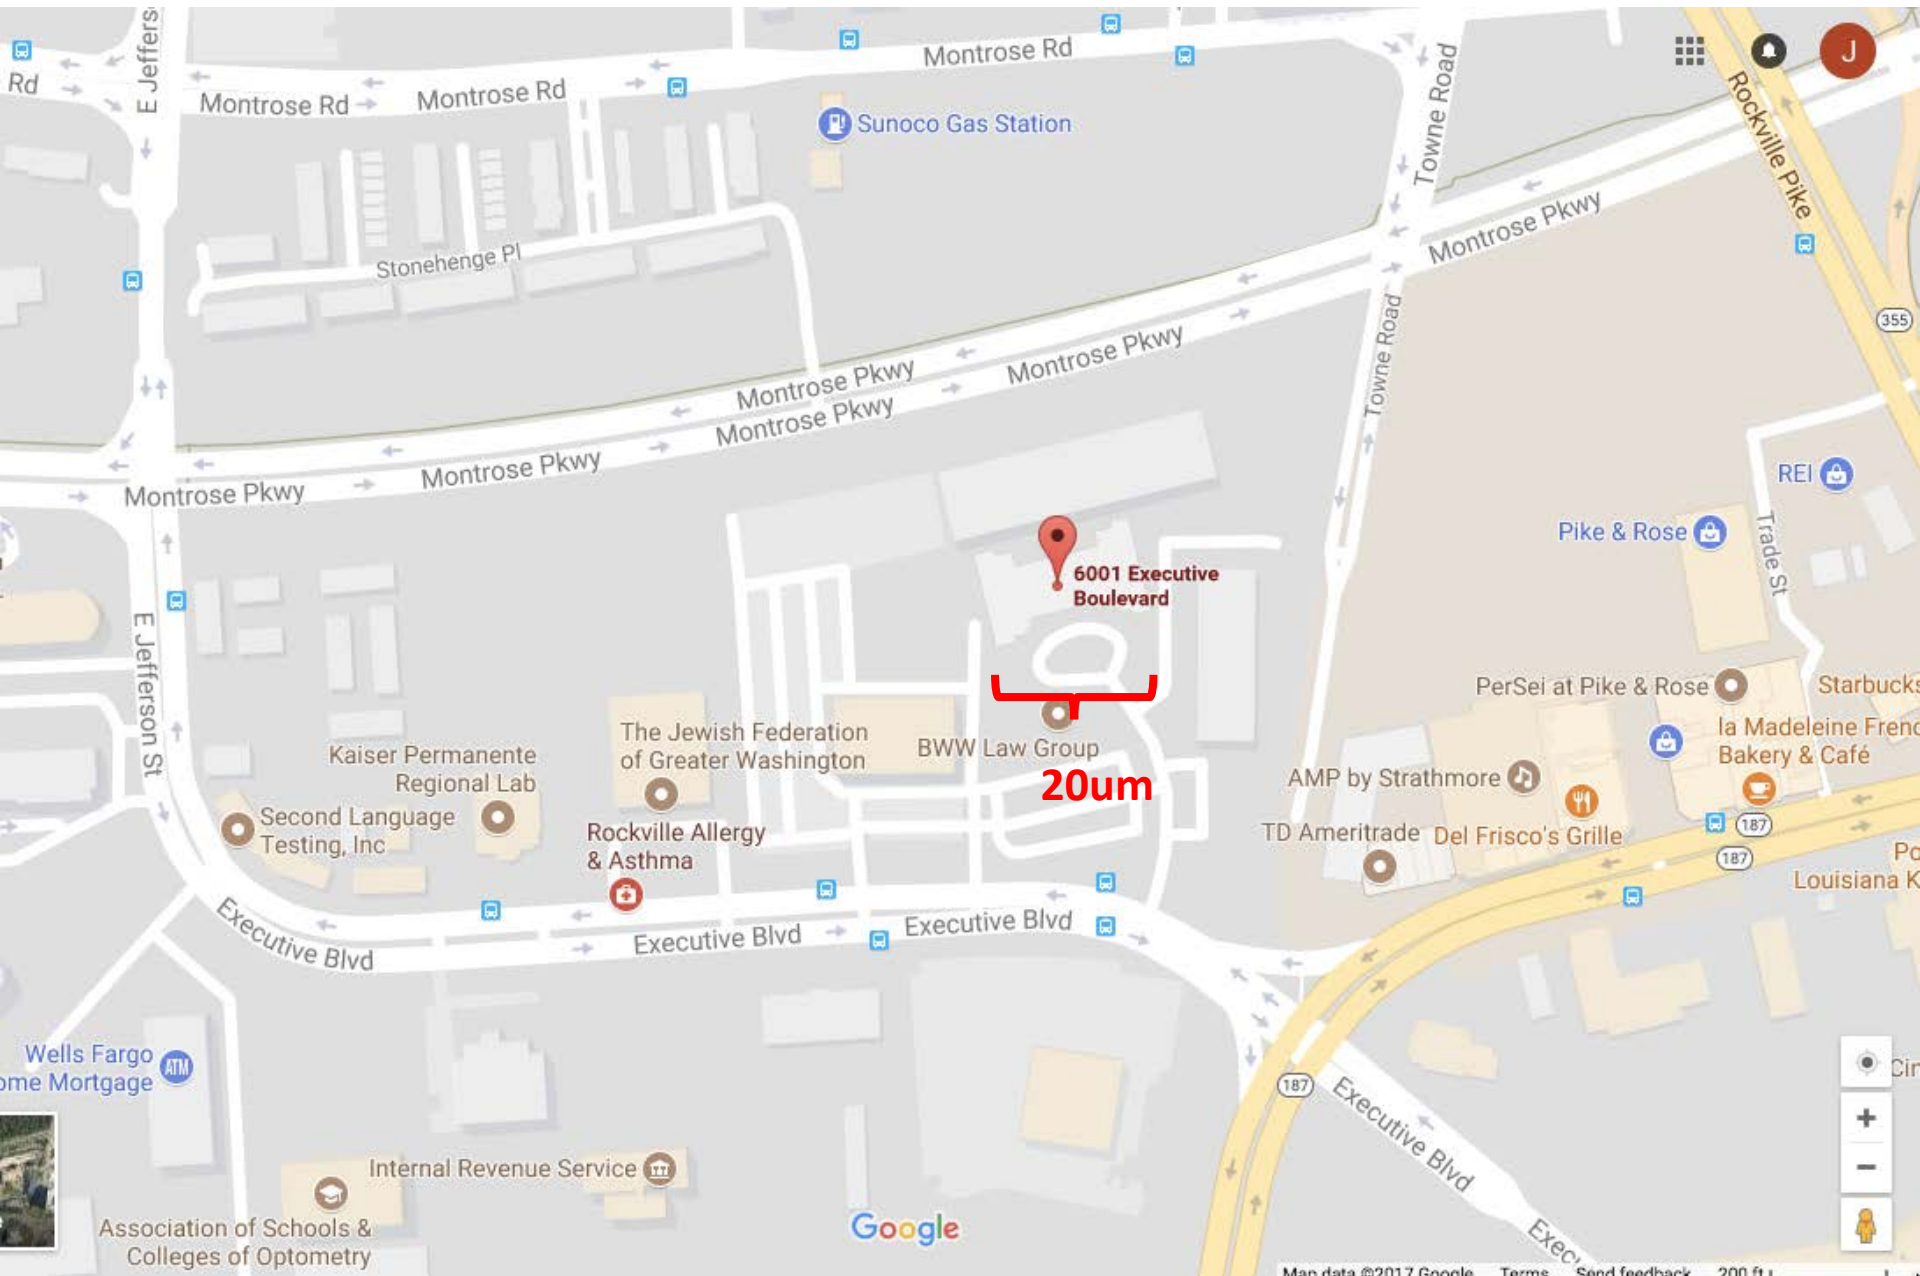 E Jefferson
Rd
Montrose Rd
Montrose Rd
Montrose Rd
Sunoco Gas Station
Towne Road
Rockville Pike
J
Stonehenge Pl
Montrose Pkwy
355
Towne Road
Montrose Pkwy
Montrose Pkwy
Montrose Pkwy
Montrose Pkwy
Montrose Pkwy
REI
Pike & Rose
Trade St
6001 Executive
Boulevard
E Jefferson St
PerSei at Pike & Rose
Starbucks
la Madeleine Frenc
Bakery & Café
The Jewish Federation
of Greater Washington
BWW Law Group
20um
Kaiser Permanente
Regional Lab
AMP by Strathmore
Second Language
Testing, Inc
Rockville Allergy
& Asthma
TD Ameritrade
Del Frisco's Grille
187
187
Po
Louisiana K
Executive Blvd
Executive Blvd
Executive Blvd
Wells Fargo
ome Mortgage
ATM
187
Executive Blvd
Cin
+
−
Internal Revenue Service
Association of Schools &
Colleges of Optometry
Google
Execu
Map data ©2017 Google Terms Send feedback 200 ft